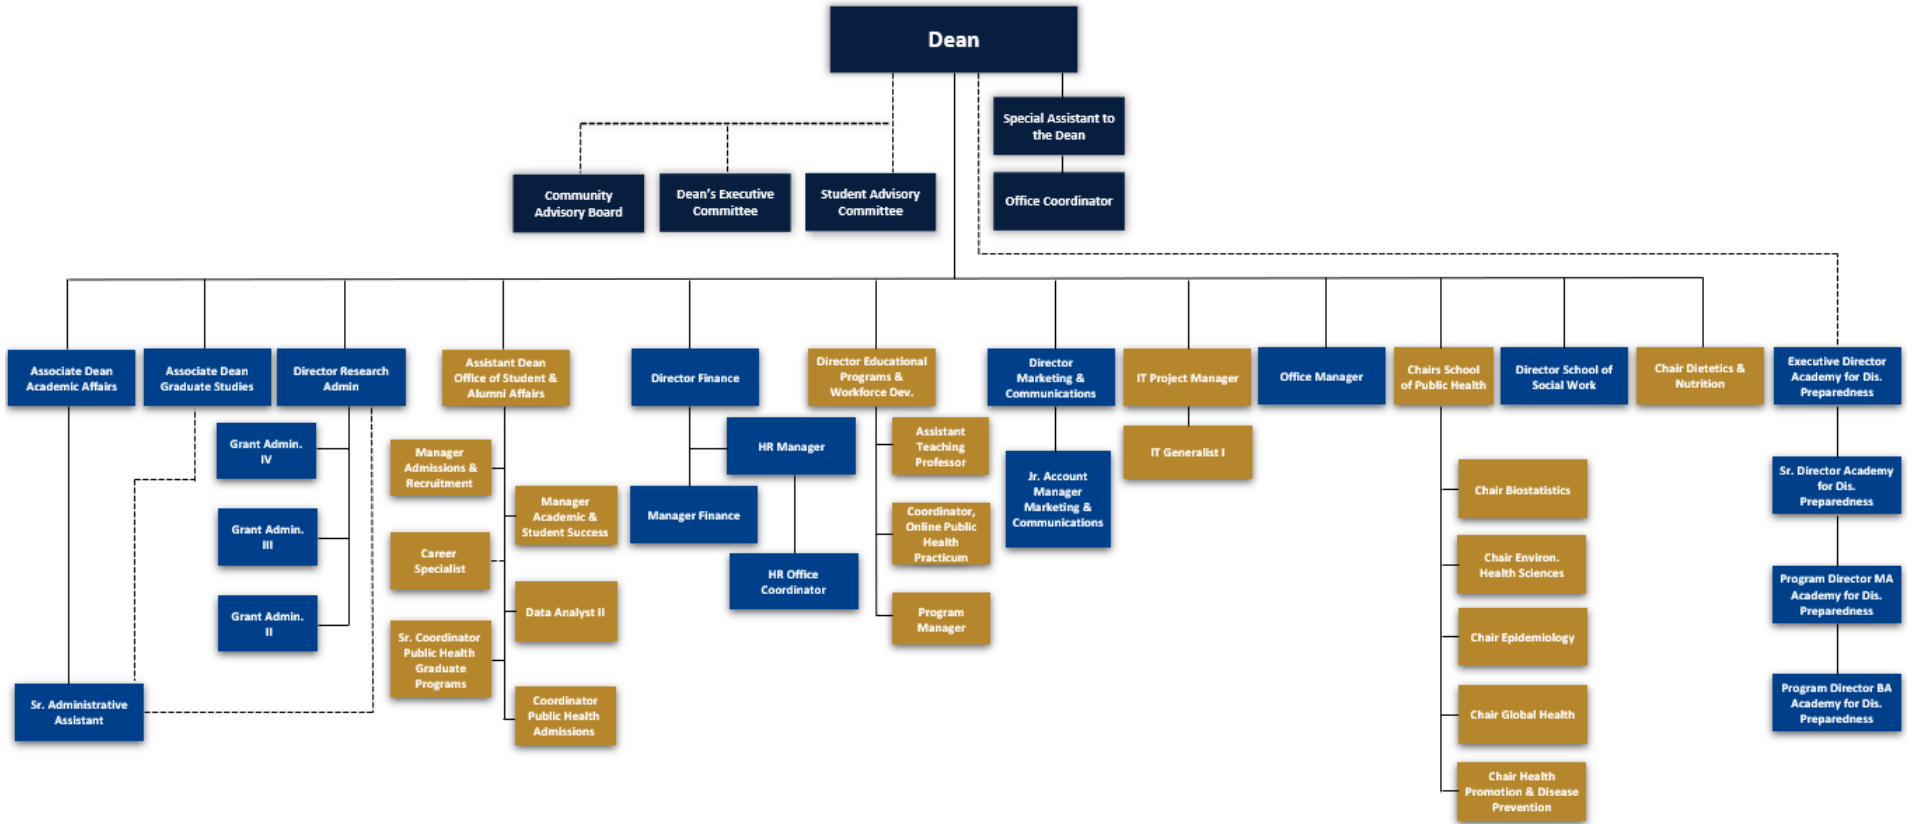 Dean
Special Assistant to
the Dean
Community
Advisory Board
Dean's Executive
Committee
Student Advisory
Committee
Office Coordinator
Associate Dean
Academic Affairs
Associate Dean
Graduate Studies
Director Research
Admin
Assistant Dean
Office of Student &
Alumni Affairs
Director Finance
Director Educational
Programs &
Workforce Dev.
Director
Marketing &
Communications
IT Project Manager
Office Manager
Chairs School
of Public Health
Director School of
Social Work
Chair Dietetics &
Nutrition
Executive Director
Academy for Dis.
Preparedness
Grant Admin.
IV
Grant Admin.
III
Grant Admin.
II
Sr. Administrative
Assistant
Manager
Admissions &
Recruitment
Manager
Academic &
Student Success
Career
Specialist
Data Analyst II
Sr. Coordinator
Public Health
Graduate
Programs
Coordinator
Public Health
Admissions
HR Manager
Manager Finance
HR Office
Coordinator
Assistant
Teaching
Professor
Coordinator,
Online Public
Health
Practicum
Program
Manager
Jr. Account
Manager
Marketing &
Communications
IT Generalist I
Chair Biostatistics
Chair Environ.
Health Sciences
Chair Epidemiology
Chair Global Health
Chair Health
Promotion & Disease
Prevention
Sr. Director Academy
for Dis.
Preparedness
Program Director MA
Academy for Dis.
Preparedness
Program Director BA
Academy for Dis.
Preparedness